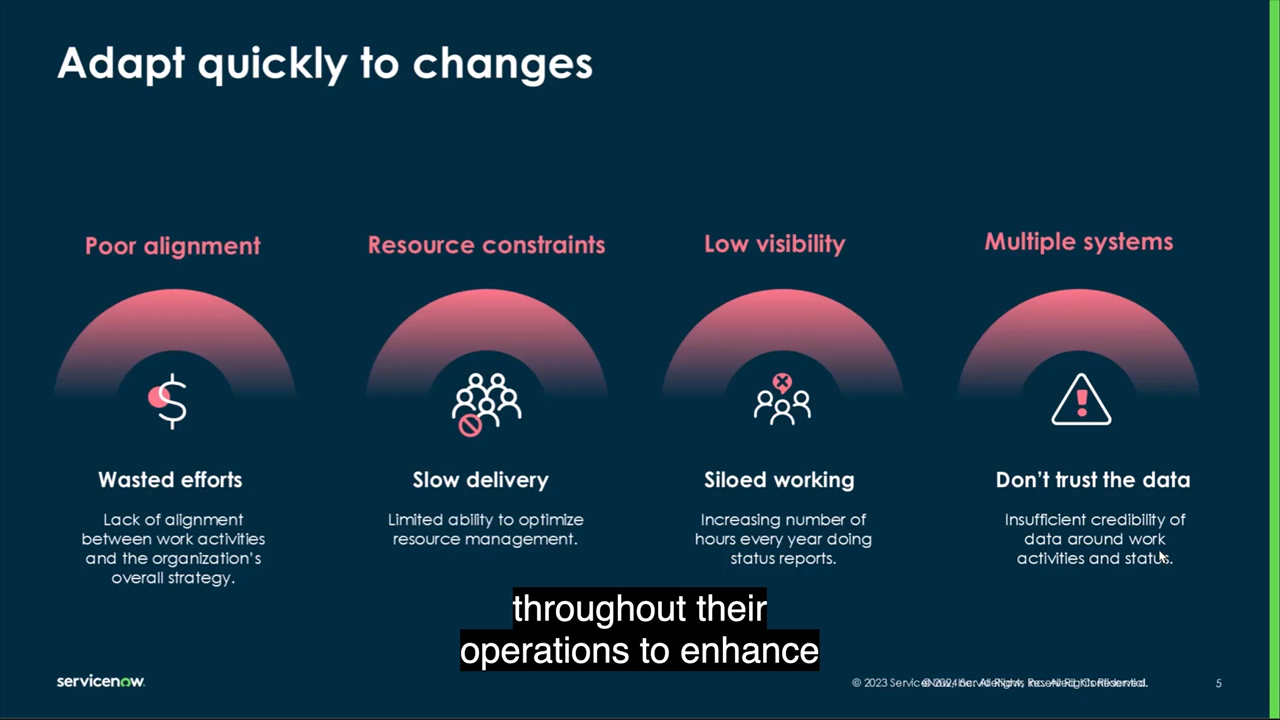 Adapt quickly to changes
Poor alignment
Resource constraints
Low visibility
Multiple systems
Wasted efforts
Lack of alignment
between work activities
and the organization's
overall strategy.
Slow delivery
Limited ability to optimize
resource management.
Siloed working
Increasing number of
hours every year doing
status reports.
Don't trust the data
Insufficient credibility of
data around work
activities and status.
throughout their
operations to enhance
servicenow.
© 2023 Service
5